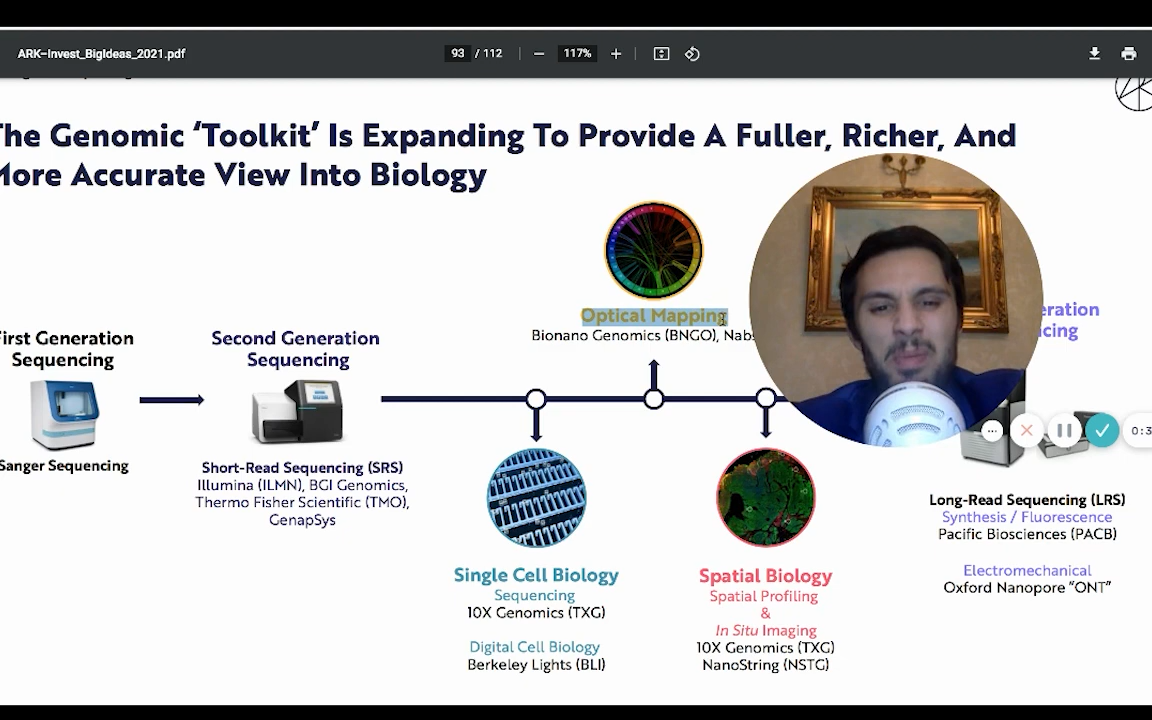 ARK-Invest_BigIdeas_2021.pdf
93 / 112
117%
The Genomic ‘Toolkit’ Is Expanding To Provide A Fuller, Richer, And
More Accurate View Into Biology
Optical Mapping
Bionano Genomics (BNGO),
First Generation
Sequencing
Sanger Sequencing
Second Generation
Sequencing
Short-Read Sequencing (SRS)
Illumina (ILMN), BGI Genomics,
Thermo Fisher Scientific (TMO),
GenapSys
Single Cell Biology
Sequencing
10X Genomics (TXG)
Digital Cell Biology
Berkeley Lights (BLI)
Spatial Biology
Spatial Profiling
&
In Situ Imaging
10X Genomics (TXG)
NanoString (NSTG)
Long-Read Sequencing (LRS)
Synthesis / Fluorescence
Pacific Biosciences (PACB)
Electromechanical
Oxford Nanopore “ONT”